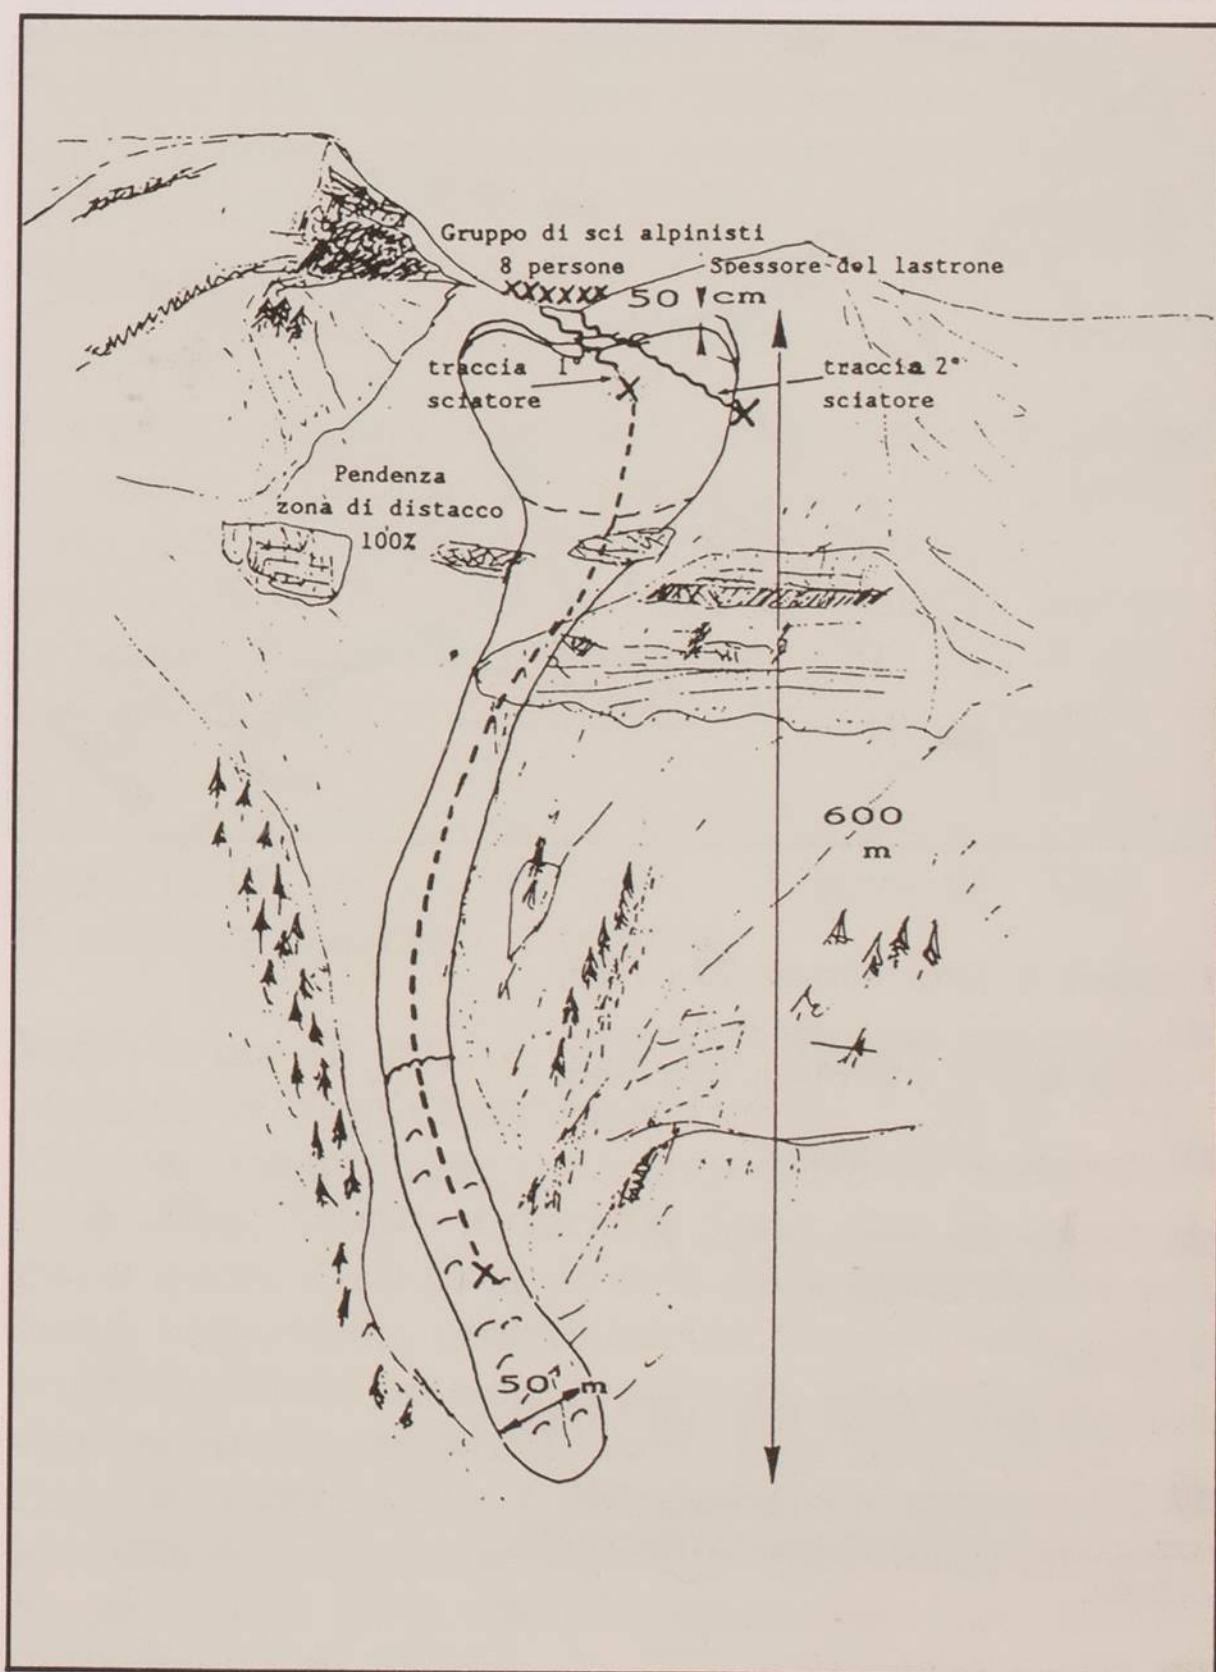 Gruppo di sci alpinisti
8 persone
Spessore del lastrone
50 cm
traccia 1°
sciatore
traccia 2°
sciatore
Pendenza
zona di distacco
100%
600
m
50 m